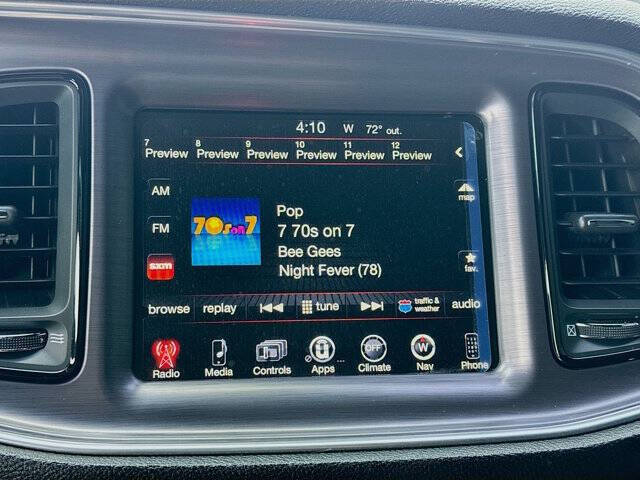 4:10 W 72° out.
7 8 9 10 11 12
Preview Preview Preview Preview Preview Preview
AM
FM
sxm
70s on 7
Pop
7 70s on 7
Bee Gees
Night Fever (78)
map
fav.
browse replay tune traffic & weather audio
OFF W
Radio Media Controls Apps ... Climate Nav Phone